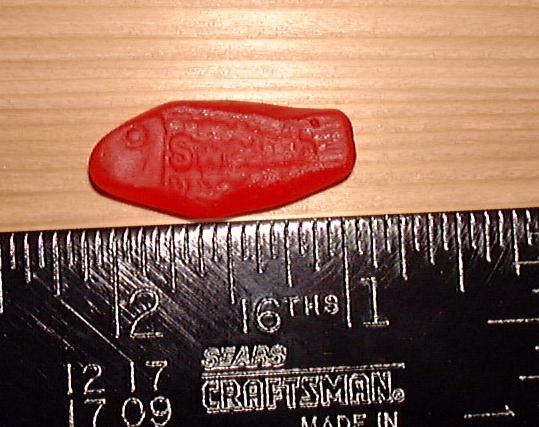 Swedish
2 16THS 1
12 17
17 09
SEARS
CRAFTSMAN®
MADE IN